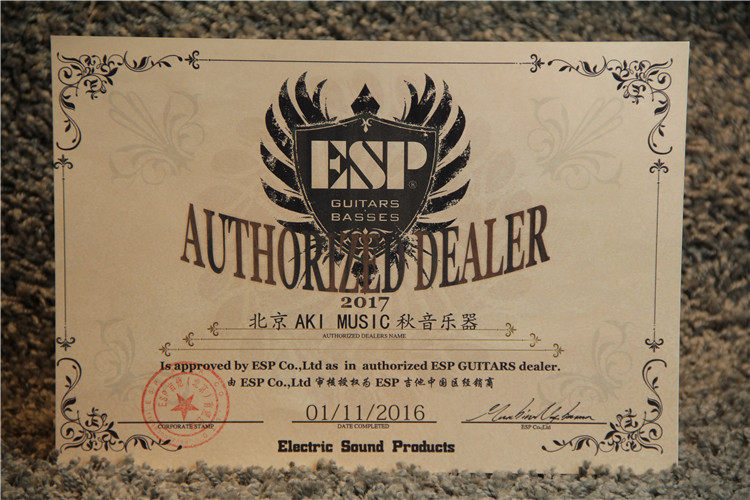 ESP
®
GUITARS
BASSES
AUTHORIZED DEALER
2017
北京 AKI MUSIC 秋音乐器
AUTHORIZED DEALERS NAME
Is approved by ESP Co.,Ltd as in authorized ESP GUITARS dealer.
由 ESP Co.,Ltd 审核授权为 ESP 吉他中国区经销商
01/11/2016
CORPORATE STAMP
DATE COMPLETED
ESP Co.,Ltd
Electric Sound Products